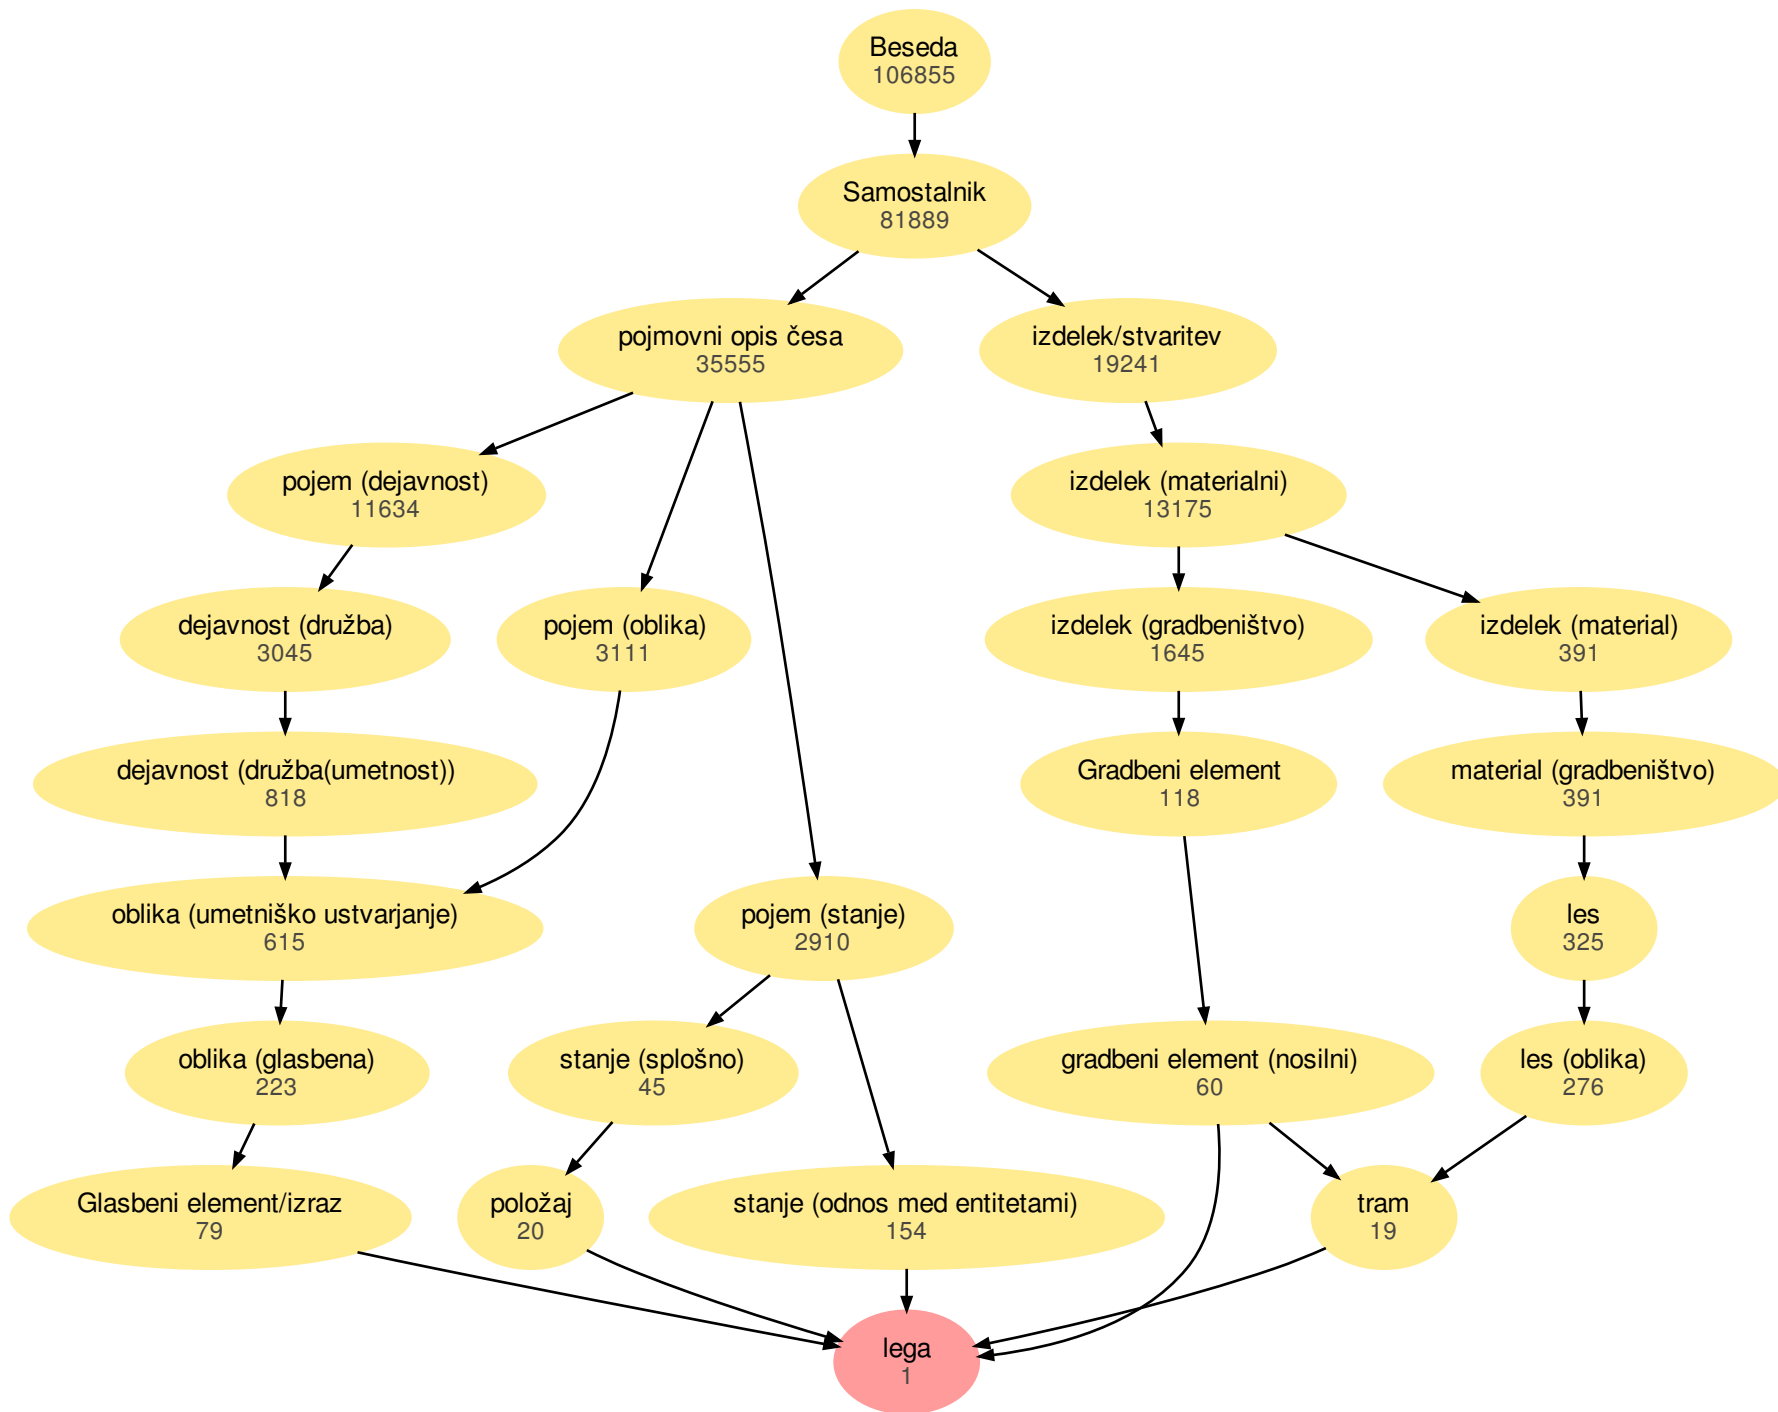 Beseda
106855
Samostalnik
81889
pojmovni opis česa
35555
izdelek/stvaritev
19241
pojem (dejavnost)
11634
izdelek (materialni)
13175
dejavnost (družba)
3045
pojem (oblika)
3111
izdelek (gradbeništvo)
1645
izdelek (material)
391
dejavnost (družba(umetnost))
818
Gradbeni element
118
material (gradbeništvo)
391
oblika (umetniško ustvarjanje)
615
pojem (stanje)
2910
les
325
oblika (glasbena)
223
stanje (splošno)
45
gradbeni element (nosilni)
60
les (oblika)
276
Glasbeni element/izraz
79
položaj
20
stanje (odnos med entitetami)
154
tram
19
lega
1